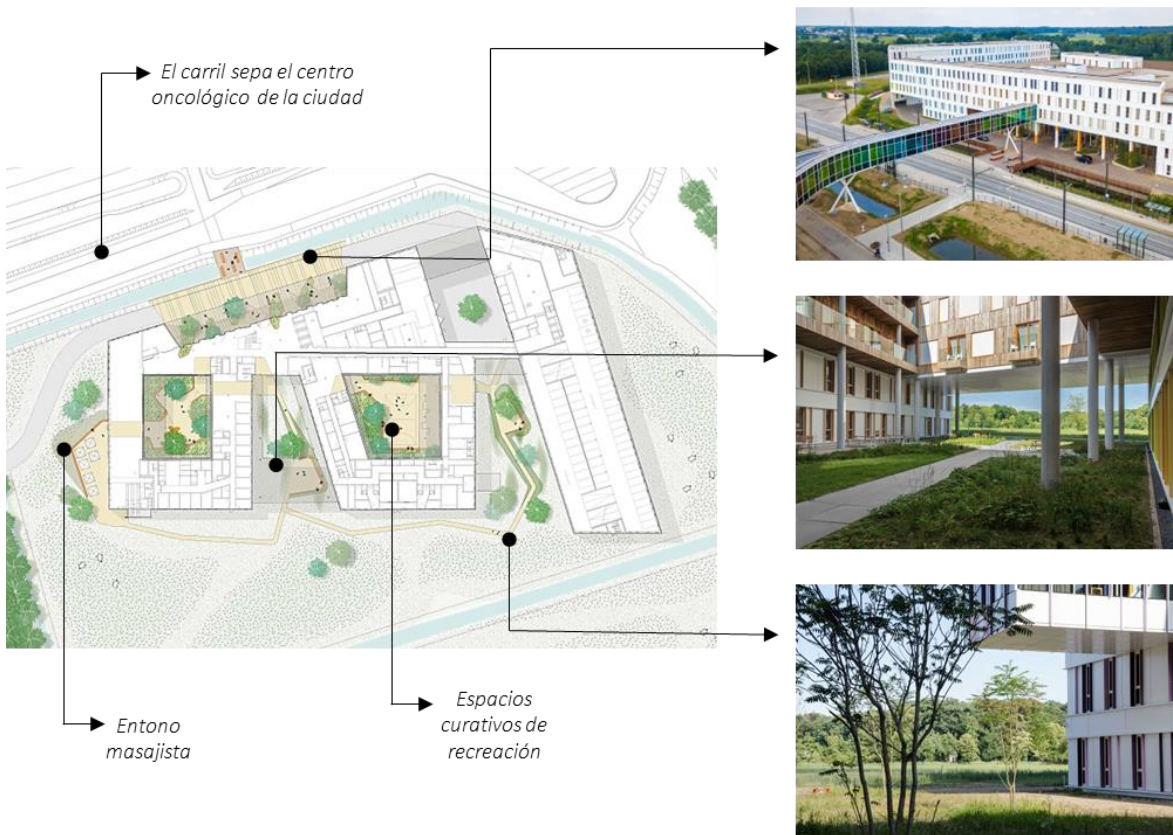 El carril sepa el centro
oncológico de la ciudad
Entono
masajista
Espacios
curativos de
recreación